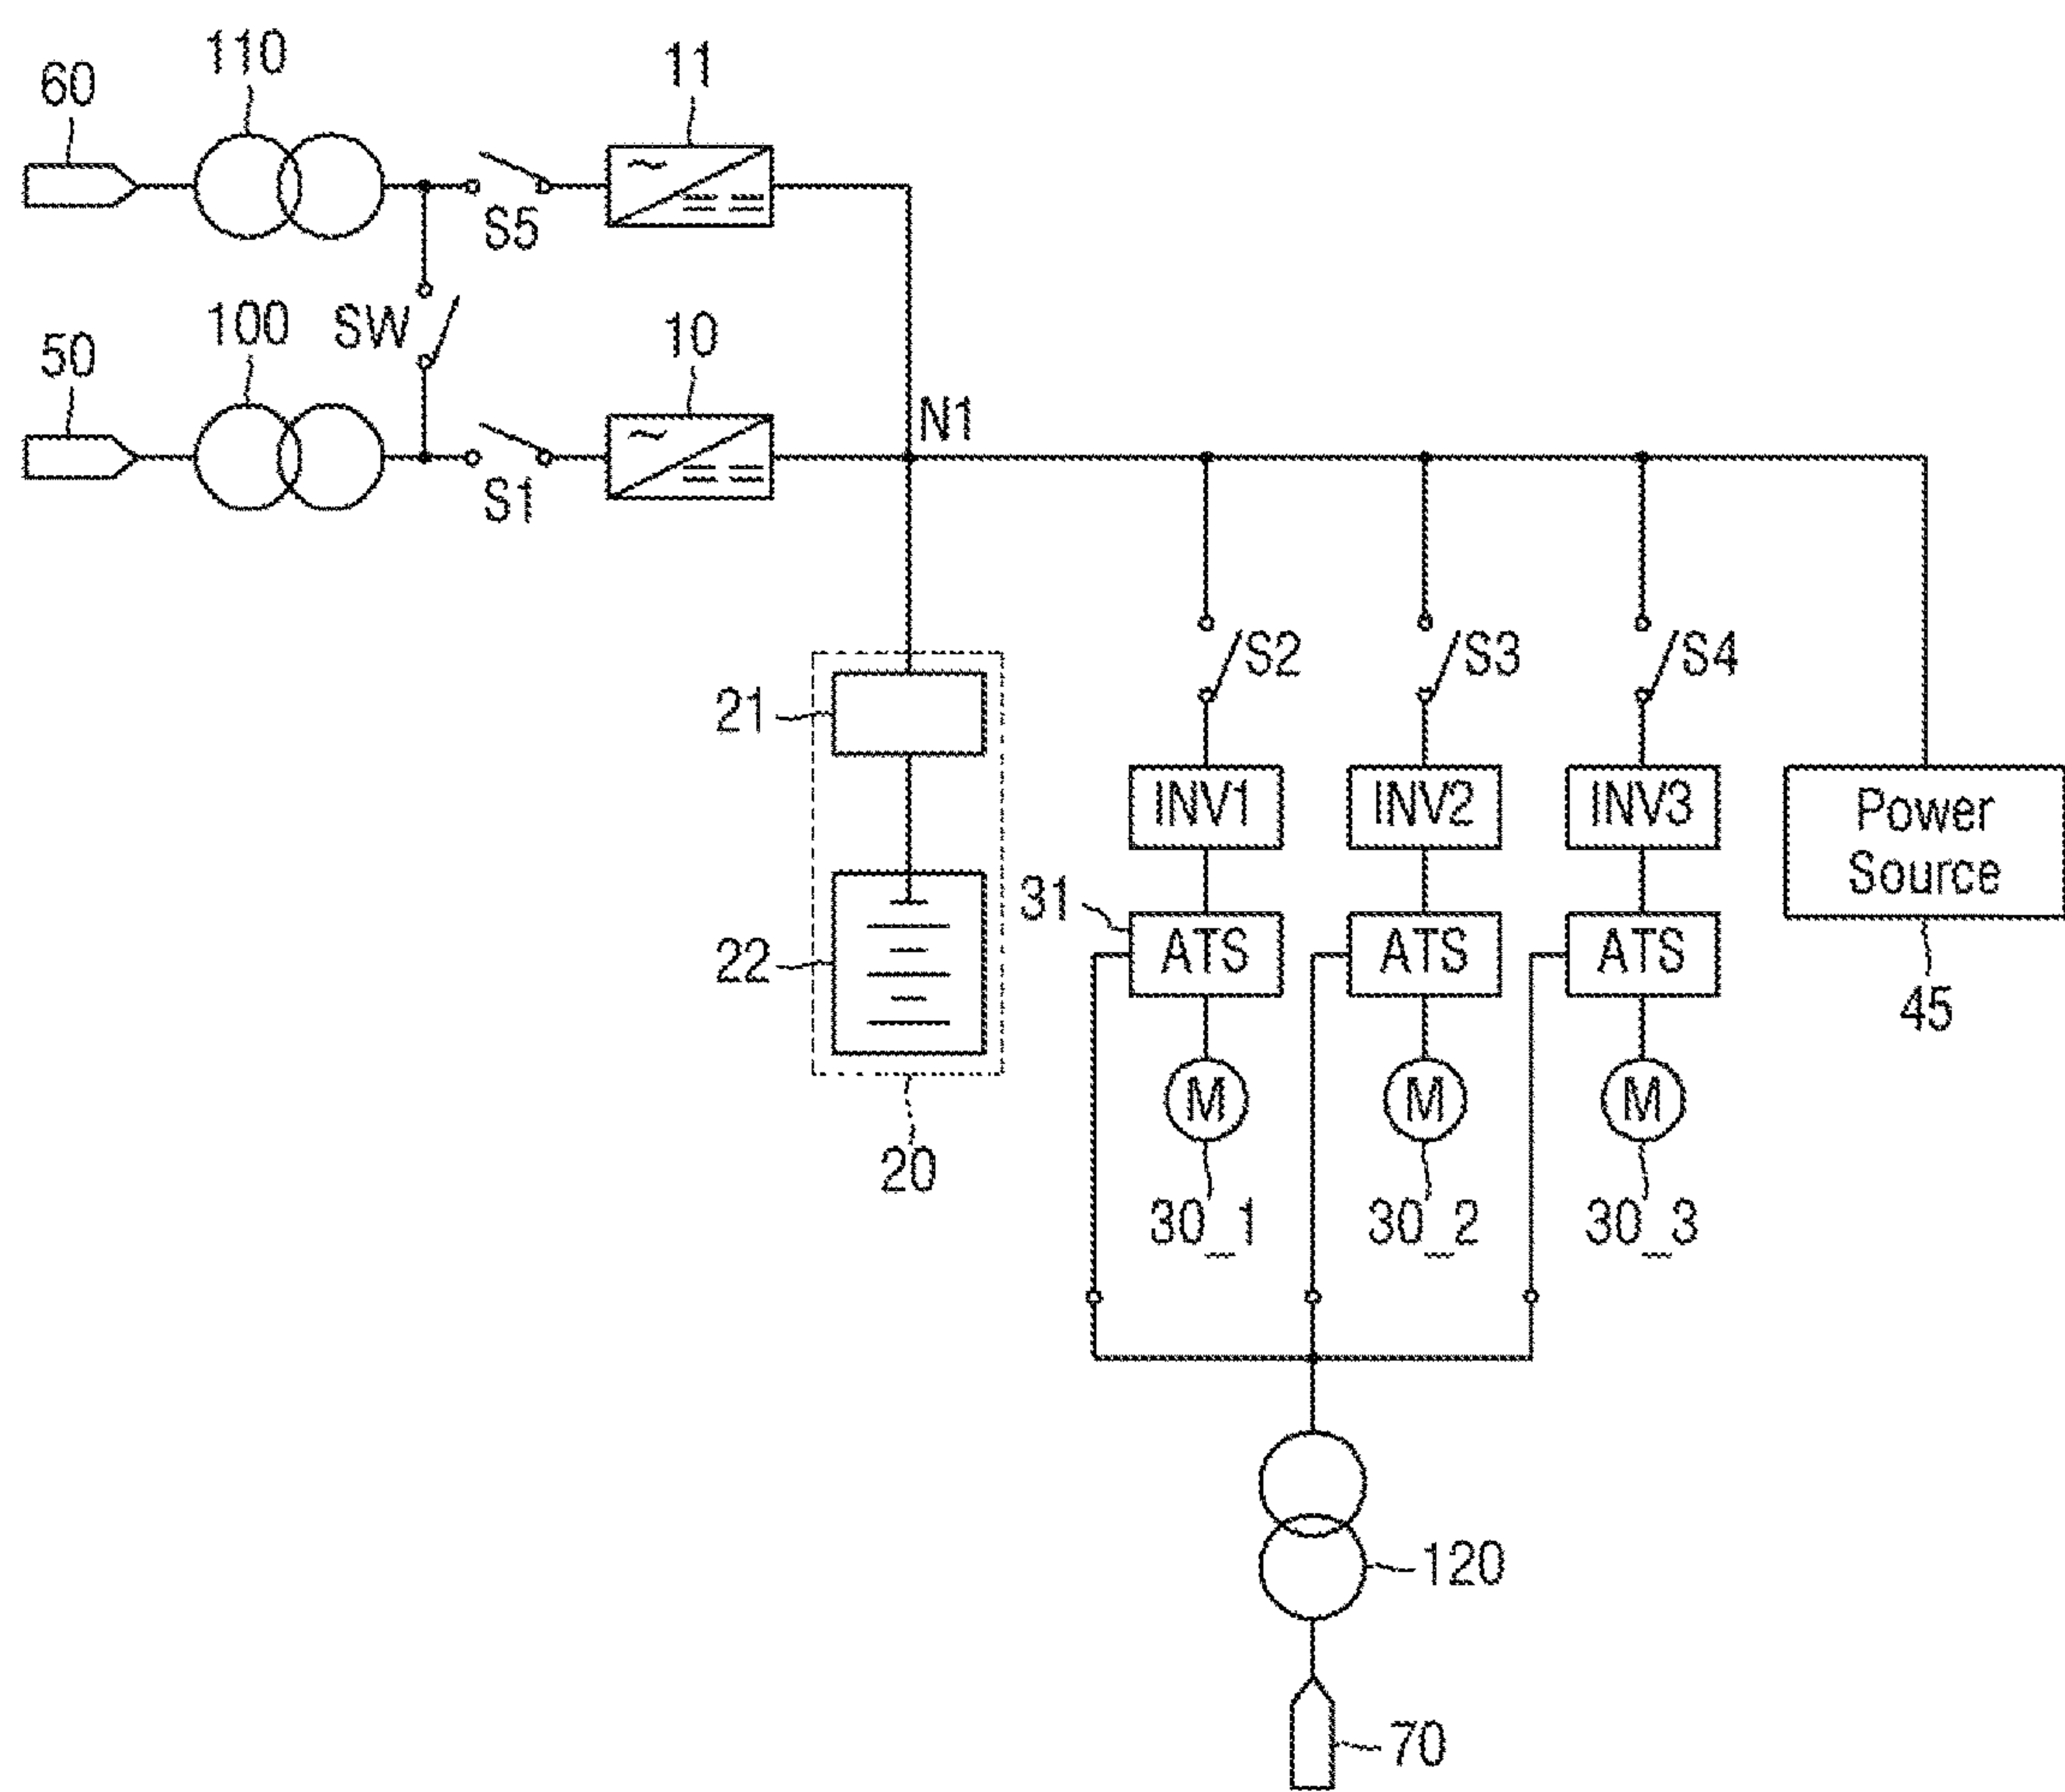 110
11
60
S5
100
SW
10
50
N1
S1
S2
S3
S4
21
INV1
INV2
INV3
Power
Source
31
22
ATS
ATS
ATS
45
M
M
M
20
30_1
30_2
30_3
120
70